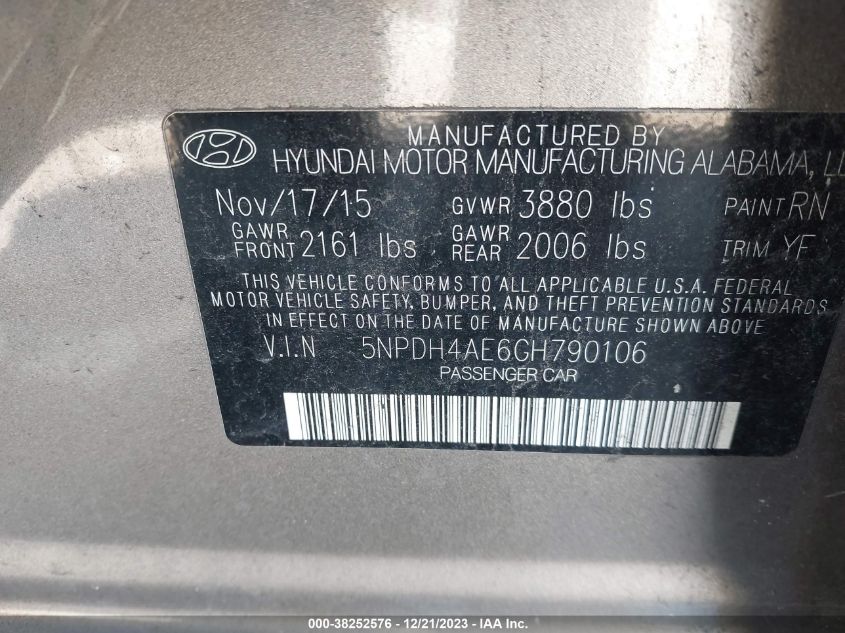 MANUFACTURED BY
HYUNDAI MOTOR MANUFACTURING ALABAMA,
Nov/17/15 GVWR 3880 lbs PAINT RN
GAWR FRONT 2161 lbs GAWR REAR 2006 lbs TRIM YF
THIS VEHICLE CONFORMS TO ALL APPLICABLE U.S.A. FEDERAL
MOTOR VEHICLE SAFETY, BUMPER, AND THEFT PREVENTION STANDARDS
IN EFFECT ON THE DATE OF MANUFACTURE SHOWN ABOVE
V.I.N 5NPDH4AE6GH790106
PASSENGER CAR
000-38252576 - 12/21/2023 - IAA Inc.